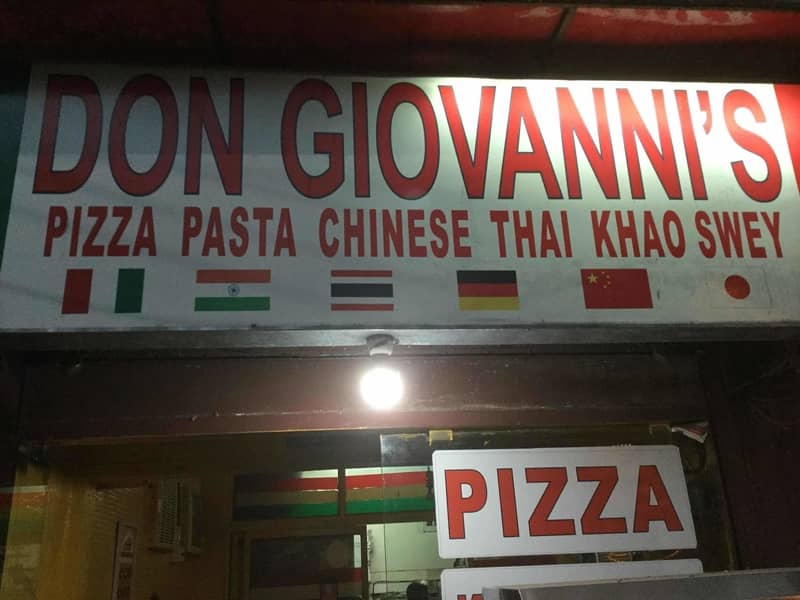 DON GIOVANNI'S
PIZZA PASTA CHINESE THAI KHAO SWEY
PIZZA